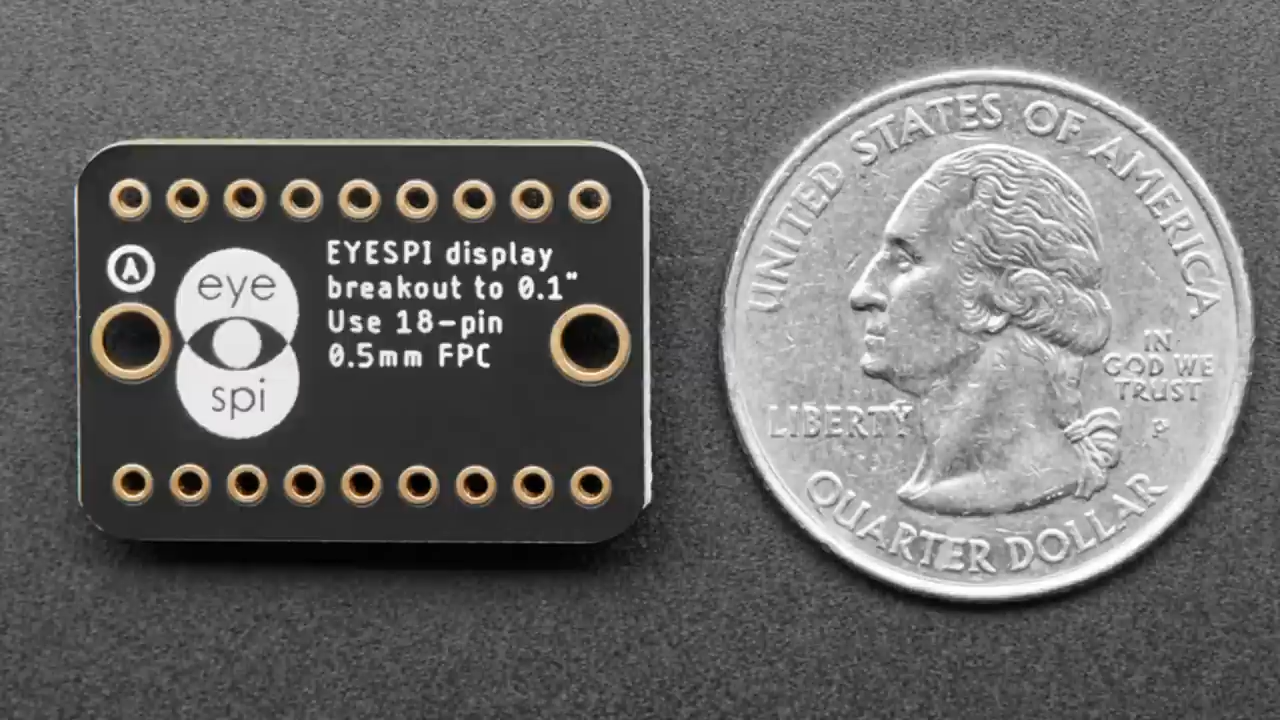 A
eye
spi
EYESPI display
breakout to 0.1"
Use 18-pin
0.5mm FPC
UNITED STATES OF AMERICA
LIBERTY
IN
GOD WE
TRUST
P
QUARTER DOLLAR